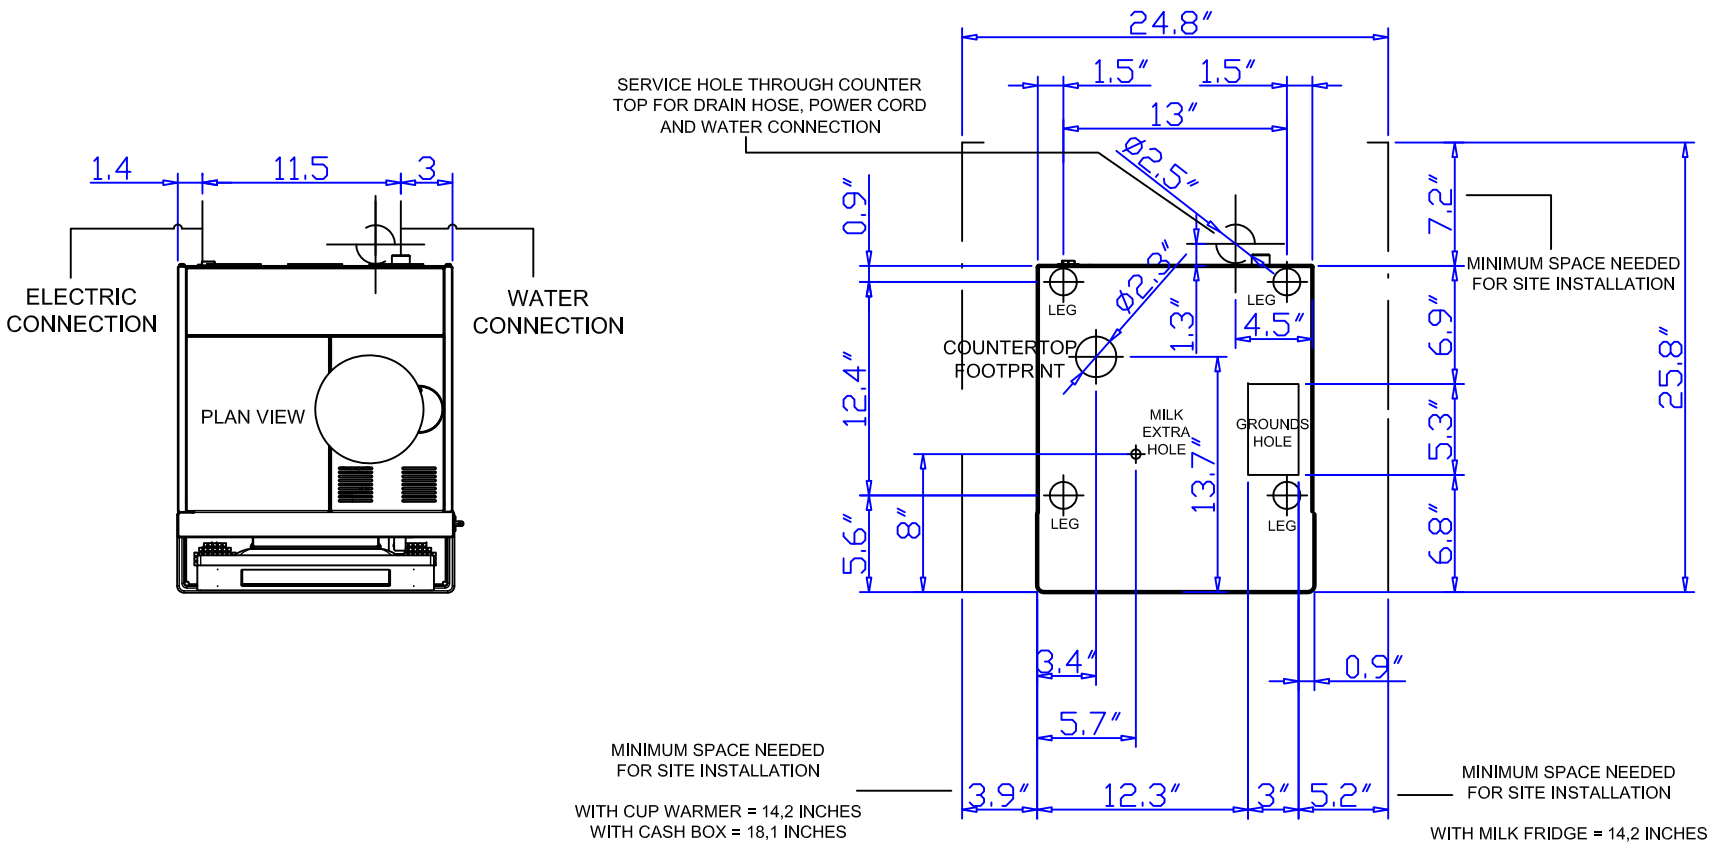 24.8"
1.5"
1.5"
SERVICE HOLE THROUGH COUNTER
TOP FOR DRAIN HOSE, POWER CORD
AND WATER CONNECTION
13"
Ø2.5"
1.4
11.5
3
0.9"
7.2"
MINIMUM SPACE NEEDED
FOR SITE INSTALLATION
ELECTRIC
CONNECTION
WATER
CONNECTION
LEG
LEG
Ø2.3"
1.3"
4.5"
6.9"
25.8"
COUNTERTOP
FOOTPRINT
12.4"
PLAN VIEW
MILK
EXTRA
HOLE
GROUNDS
HOLE
5.3"
13.7"
LEG
LEG
5.6"
8"
6.8"
3.4"
0.9"
5.7"
MINIMUM SPACE NEEDED
FOR SITE INSTALLATION
WITH CUP WARMER = 14,2 INCHES
WITH CASH BOX = 18,1 INCHES
3.9"
12.3"
3"
5.2"
MINIMUM SPACE NEEDED
FOR SITE INSTALLATION
WITH MILK FRIDGE = 14,2 INCHES